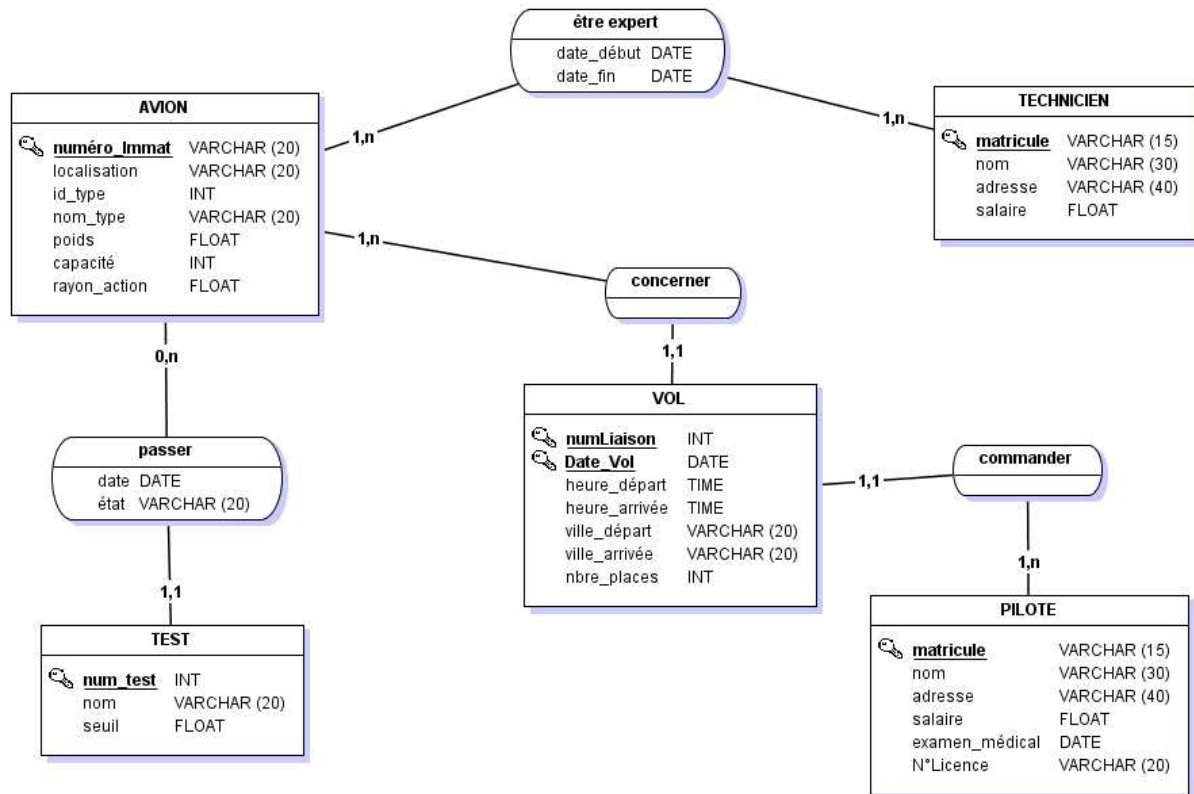 être expert
date_début DATE
date_fin DATE
AVION
numéro_Immat VARCHAR (20)
localisation VARCHAR (20)
id_type INT
nom_type VARCHAR (20)
poids FLOAT
capacité INT
rayon_action FLOAT
1,n
1,n
TECHNICIEN
matricule VARCHAR (15)
nom VARCHAR (30)
adresse VARCHAR (40)
salaire FLOAT
1,n
concerner
1,1
0,n
passer
date DATE
état VARCHAR (20)
1,1
TEST
num_test INT
nom VARCHAR (20)
seuil FLOAT
VOL
numLiaison INT
Date_Vol DATE
heure_départ TIME
heure_arrivée TIME
ville_départ VARCHAR (20)
ville_arrivée VARCHAR (20)
nbre_places INT
1,1
commander
1,n
PILOTE
matricule VARCHAR (15)
nom VARCHAR (30)
adresse VARCHAR (40)
salaire FLOAT
examen_médical DATE
N°Licence VARCHAR (20)